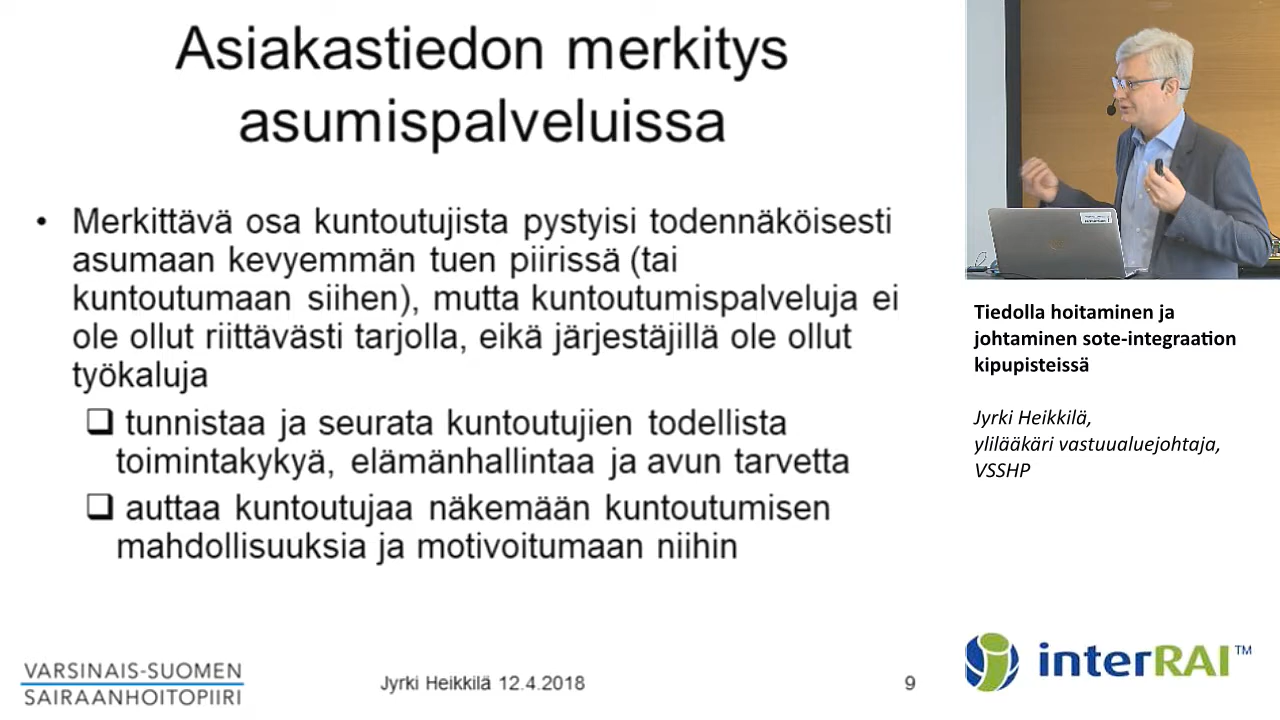 Asiakastiedon merkitys
asumispalveluissa
• Merkittävä osa kuntoutujista pystyisi todennäköisesti
asumaan kevyemmän tuen piirissä (tai
kuntoutumaan siihen), mutta kuntoutumispalveluja ei
ole ollut riittävästi tarjolla, eikä järjestäjillä ole ollut
työkaluja
❑ tunnistaa ja seurata kuntoutujien todellista
toimintakykyä, elämänhallintaa ja avun tarvetta
❑ auttaa kuntoutujaa näkemään kuntoutumisen
mahdollisuuksia ja motivoitumaan niihin
VARSINAIS-SUOMEN
SAIRAANHOITOPIIRI
Jyrki Heikkilä 12.4.2018
9
Tiedolla hoitaminen ja
johtaminen sote-integraation
kipupisteissä
Jyrki Heikkilä,
ylilääkäri vastuualuejohtaja,
VSSHP
interRAI™